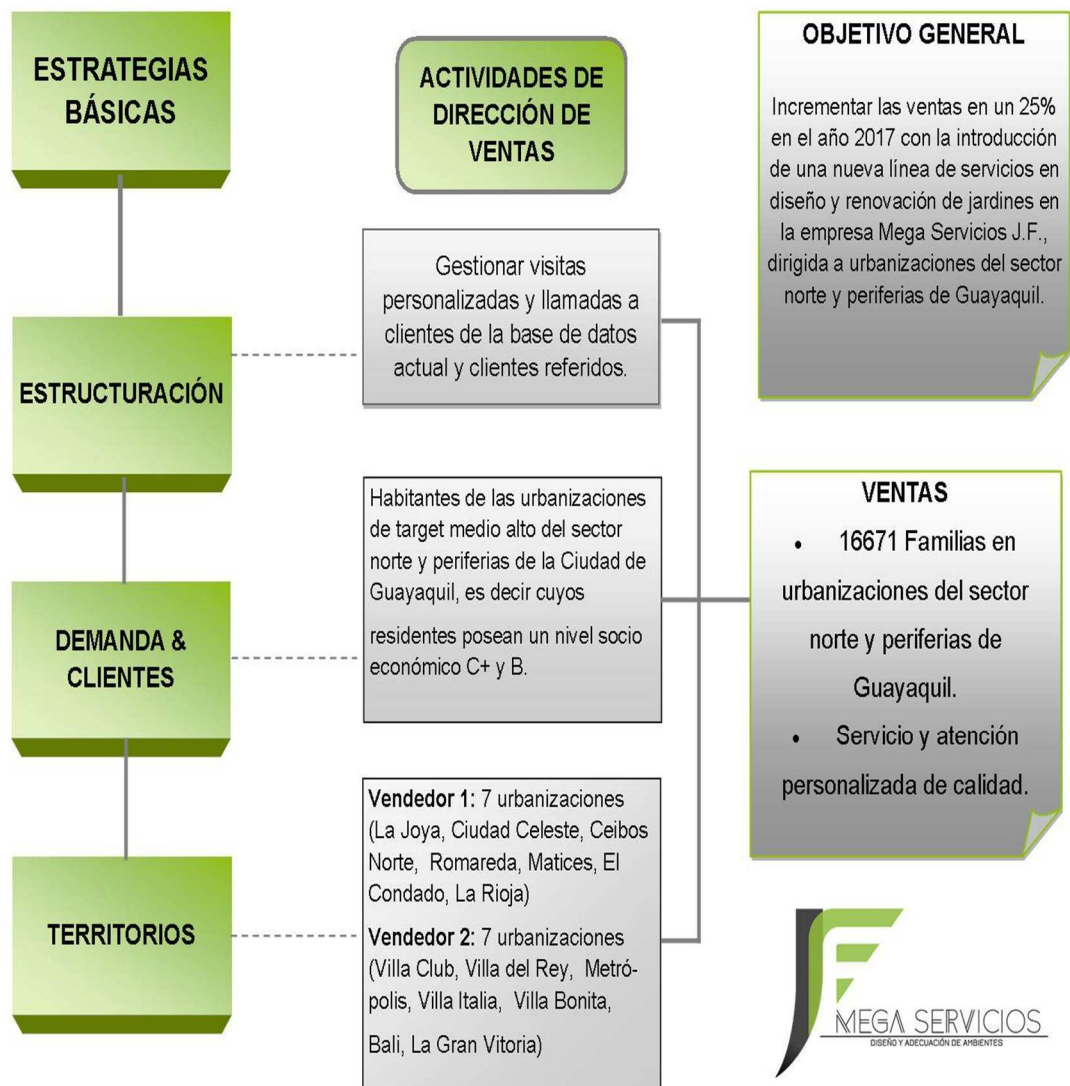 ESTRATEGIAS
BÁSICAS
ACTIVIDADES DE
DIRECCIÓN DE
VENTAS
OBJETIVO GENERAL
Incrementar las ventas en un 25%
en el año 2017 con la introducción
de una nueva línea de servicios en
diseño y renovación de jardines en
la empresa Mega Servicios J.F.,
dirigida a urbanizaciones del sector
norte y periferias de Guayaquil.
ESTRUCTURACIÓN
Gestionar visitas
personalizadas y llamadas a
clientes de la base de datos
actual y clientes referidos.
DEMANDA &
CLIENTES
Habitantes de las urbanizaciones
de target medio alto del sector
norte y periferias de la Ciudad de
Guayaquil, es decir cuyos
residentes posean un nivel socio
económico C+ y B.
VENTAS
• 16671 Familias en
urbanizaciones del sector
norte y periferias de
Guayaquil.
• Servicio y atención
personalizada de calidad.
TERRITORIOS
Vendedor 1: 7 urbanizaciones
(La Joya, Ciudad Celeste, Ceibos
Norte, Romareda, Matices, El
Condado, La Rioja)
Vendedor 2: 7 urbanizaciones
(Villa Club, Villa del Rey, Metró-
polis, Villa Italia, Villa Bonita,
Bali, La Gran Vitoria)
JF
MEGA SERVICIOS
DISEÑO Y ADECUACIÓN DE AMBIENTES